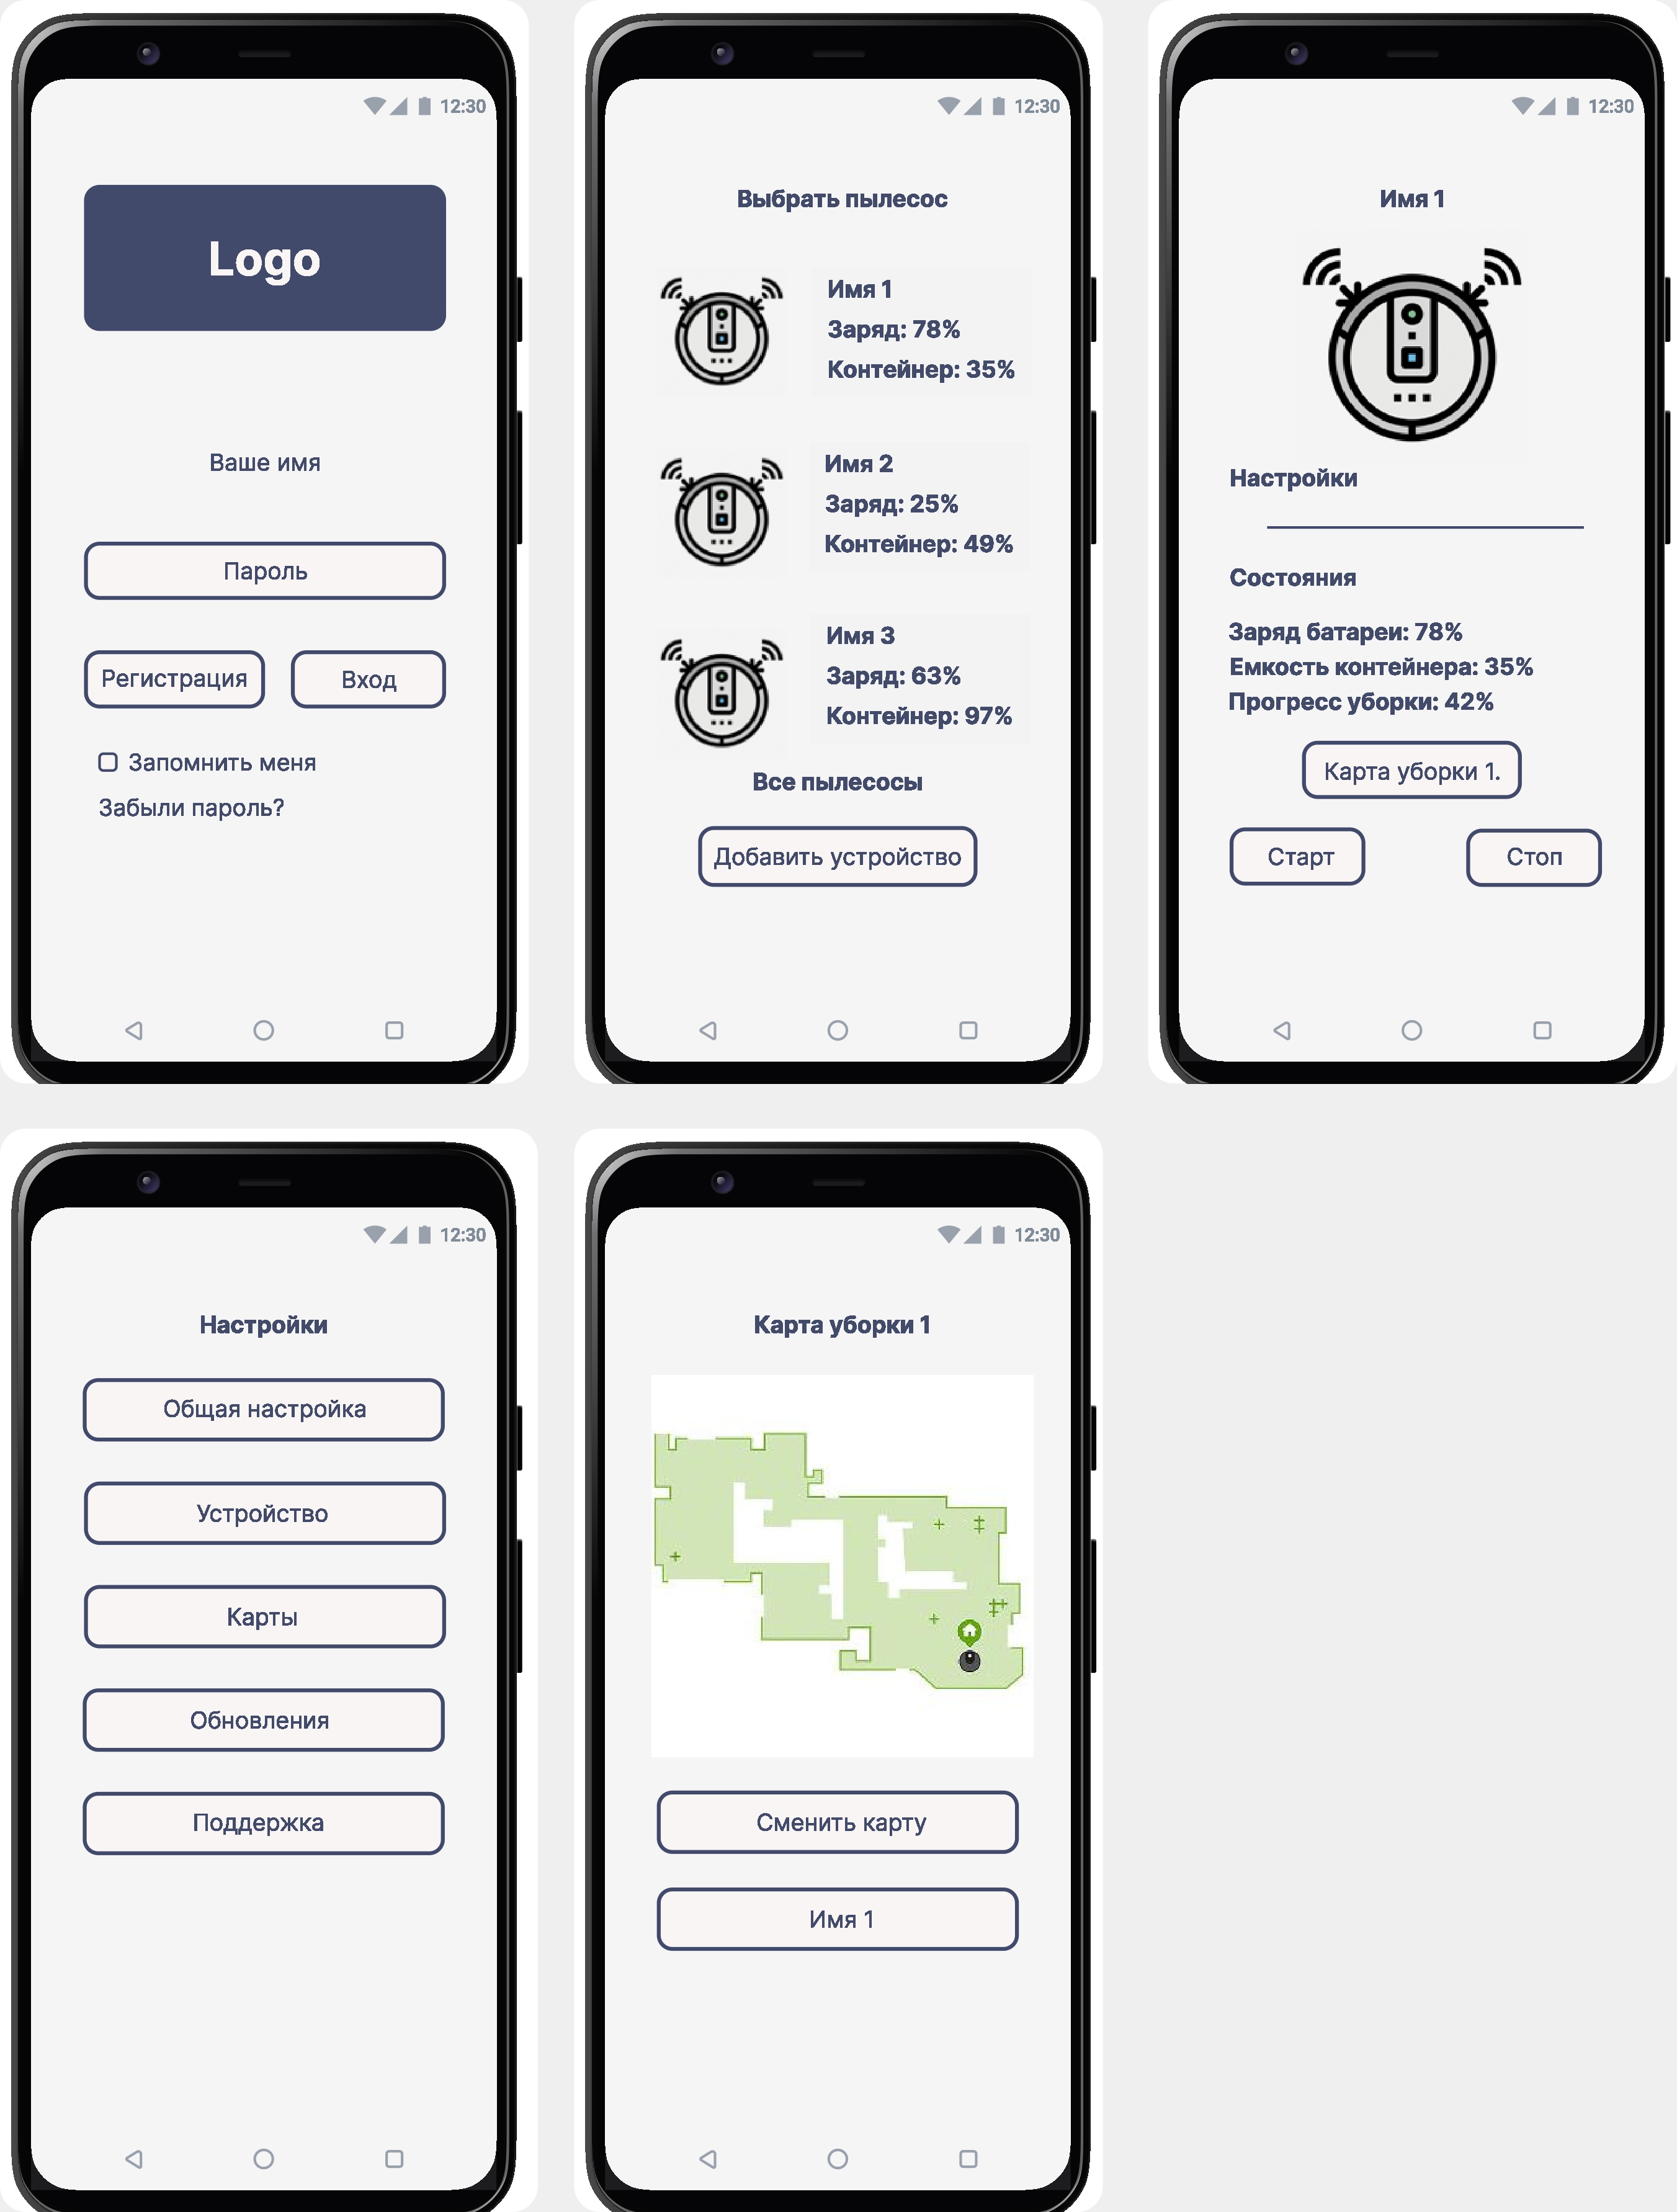 12:30
Logo
Ваше имя
Пароль
Регистрация
Вход
Запомнить меня
Забыли пароль?
12:30
Выбрать пылесос
Имя 1
Заряд: 78%
Контейнер: 35%
Имя 2
Заряд: 25%
Контейнер: 49%
Имя 3
Заряд: 63%
Контейнер: 97%
Все пылесосы
Добавить устройство
12:30
Имя 1
Настройки
Состояния
Заряд батареи: 78%
Емкость контейнера: 35%
Прогресс уборки: 42%
Карта уборки 1.
Старт
Стоп
12:30
Настройки
Общая настройка
Устройство
Карты
Обновления
Поддержка
12:30
Карта уборки 1
Сменить карту
Имя 1